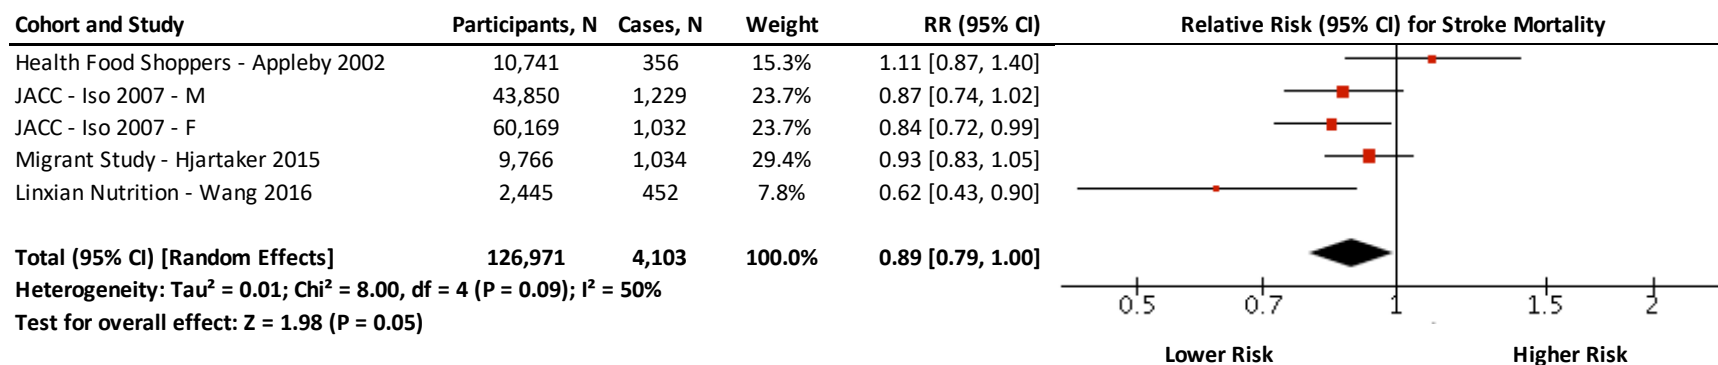 Cohort and Study Participants, N Cases, N Weight RR (95% CI) Relative Risk (95% CI) for Stroke Mortality
Health Food Shoppers - Appleby 2002 10,741 356 15.3% 1.11 [0.87, 1.40]
JACC - Iso 2007 - M 43,850 1,229 23.7% 0.87 [0.74, 1.02]
JACC - Iso 2007 - F 60,169 1,032 23.7% 0.84 [0.72, 0.99]
Migrant Study - Hjartaker 2015 9,766 1,034 29.4% 0.93 [0.83, 1.05]
Linxian Nutrition - Wang 2016 2,445 452 7.8% 0.62 [0.43, 0.90]
Total (95% CI) [Random Effects] 126,971 4,103 100.0% 0.89 [0.79, 1.00]
Heterogeneity: Tau² = 0.01; Chi² = 8.00, df = 4 (P = 0.09); I² = 50%
0.5 0.7 1 1.5 2
Test for overall effect: Z = 1.98 (P = 0.05)
Lower Risk Higher Risk